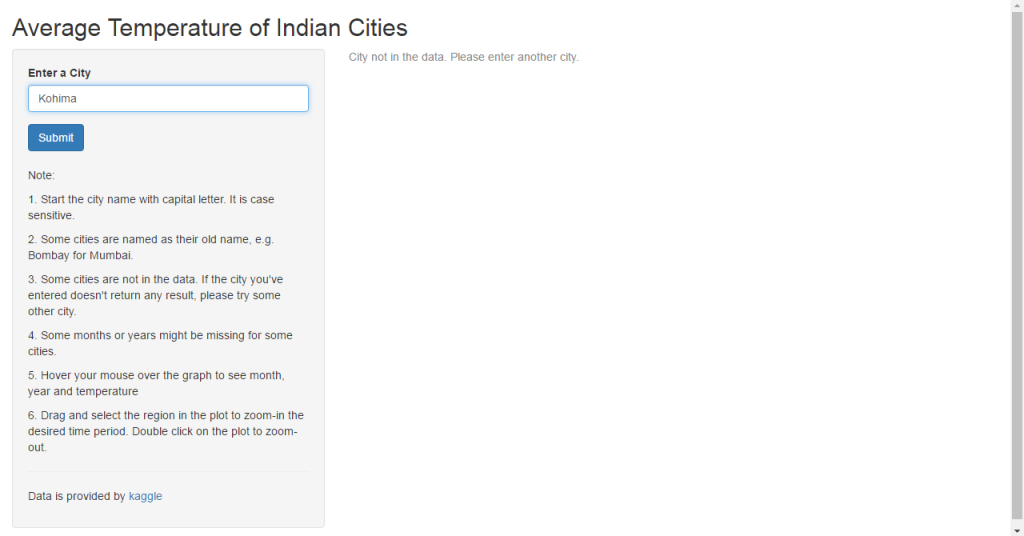 Average Temperature of Indian Cities
Enter a City
Kohima
Submit
Note:
1. Start the city name with capital letter. It is case
sensitive.
2. Some cities are named as their old name, e.g.
Bombay for Mumbai.
3. Some cities are not in the data. If the city you've
entered doesn't return any result, please try some
other city.
4. Some months or years might be missing for some
cities.
5. Hover your mouse over the graph to see month,
year and temperature
6. Drag and select the region in the plot to zoom-in the
desired time period. Double click on the plot to zoom-
out.
Data is provided by kaggle
City not in the data. Please enter another city.